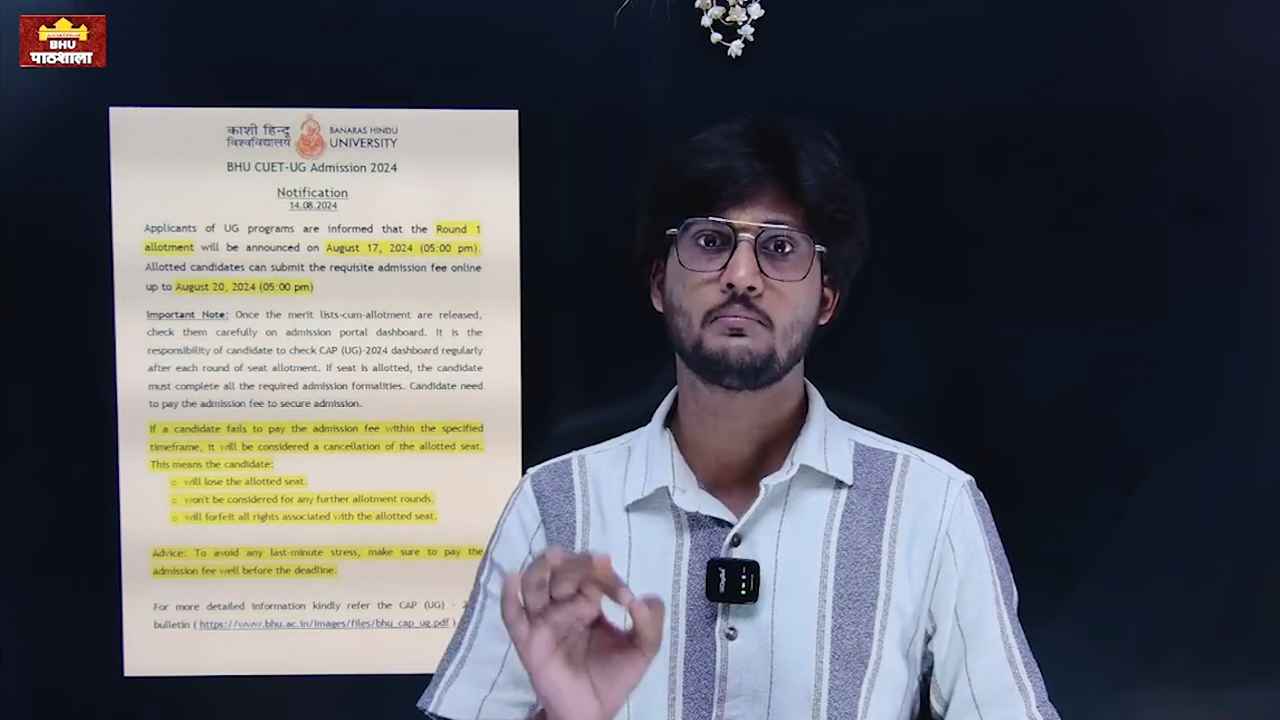 BHU
पाठशाला
काशी हिन्दू
विश्वविद्यालय
BANARAS HINDU
UNIVERSITY
BHU CUET-UG Admission 2024
Notification
14.08.2024
Applicants of UG programs are informed that the Round 1
allotment will be announced on August 17, 2024 (05:00 pm).
Allotted candidates can submit the requisite admission fee online
up to August 20, 2024 (05:00 pm)
Important Note: Once the merit lists-cum-allotment are released,
check them carefully on admission portal dashboard. It is the
responsibility of candidate to check CAP (UG)-2024 dashboard regularly
after each round of seat allotment. If seat is allotted, the candidate
must complete all the required admission formalities. Candidate need
to pay the admission fee to secure admission.
If a candidate fails to pay the admission fee within the specified
timeframe, it will be considered a cancellation of the allotted seat.
This means the candidate:
o will lose the allotted seat.
o won't be considered for any further allotment rounds.
o will forfeit all rights associated with the allotted seat.
Advice: To avoid any last-minute stress, make sure to pay the
admission fee well before the deadline.
For more detailed information kindly refer the CAP (UG) - 2
bulletin ( https://www.bhu.ac.in/Images/files/bhu_cap_ug.pdf )